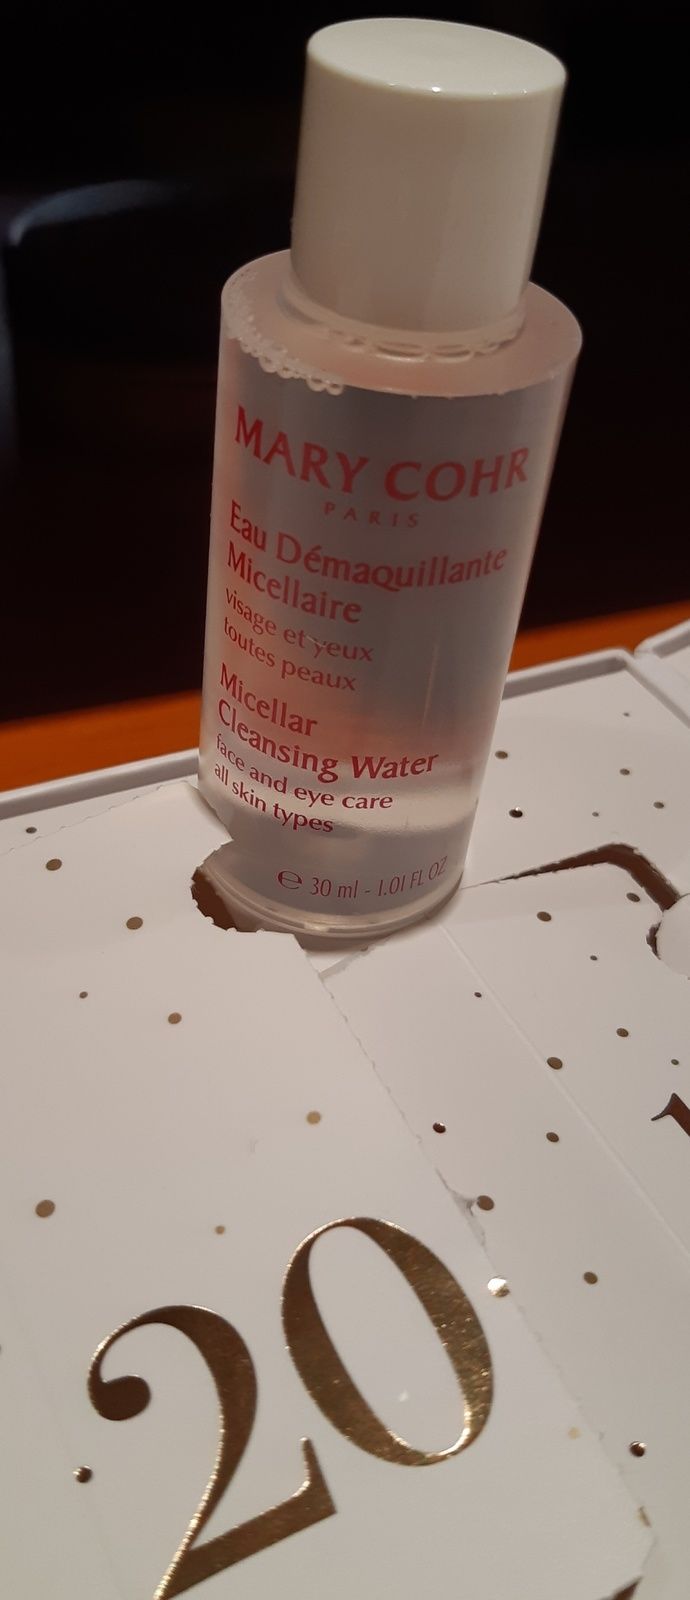 MARY COHR
PARIS
Eau Démaquillante
Micellaire
visage et yeux
toutes peaux
Micellar
Cleansing Water
face and eye care
all skin types
℮ 30 ml - 1.01 FL OZ
20